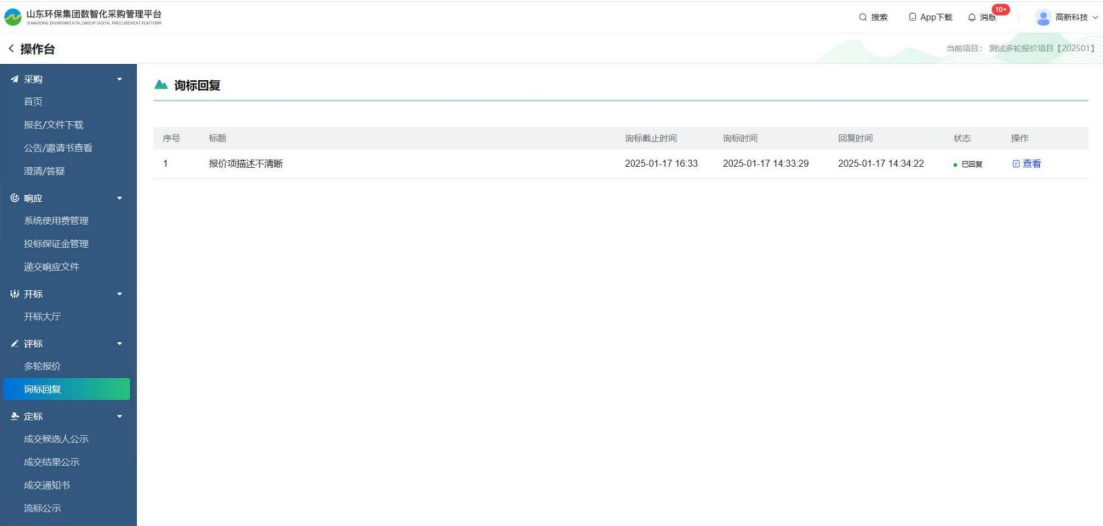 山东环保集团数智化采购管理平台
SHANDONG ENVIRONMENTAL GROUP DIGITAL PROCUREMENT PLATFORM
搜索 App下载 消息 10+ 高新科技
操作台 当前项目： 测试多轮报价项目【202501】
采购
首页
报名/文件下载
公告/邀请书查看
澄清/答疑
响应
系统使用费管理
投标保证金管理
递交响应文件
开标
开标大厅
评标
多轮报价
询标回复
定标
成交候选人公示
成交结果公示
成交通知书
流标公示
询标回复
序号 标题 询标截止时间 询标时间 回复时间 状态 操作
1 报价项描述不清晰 2025-01-17 16:33 2025-01-17 14:33:29 2025-01-17 14:34:22 已回复 查看